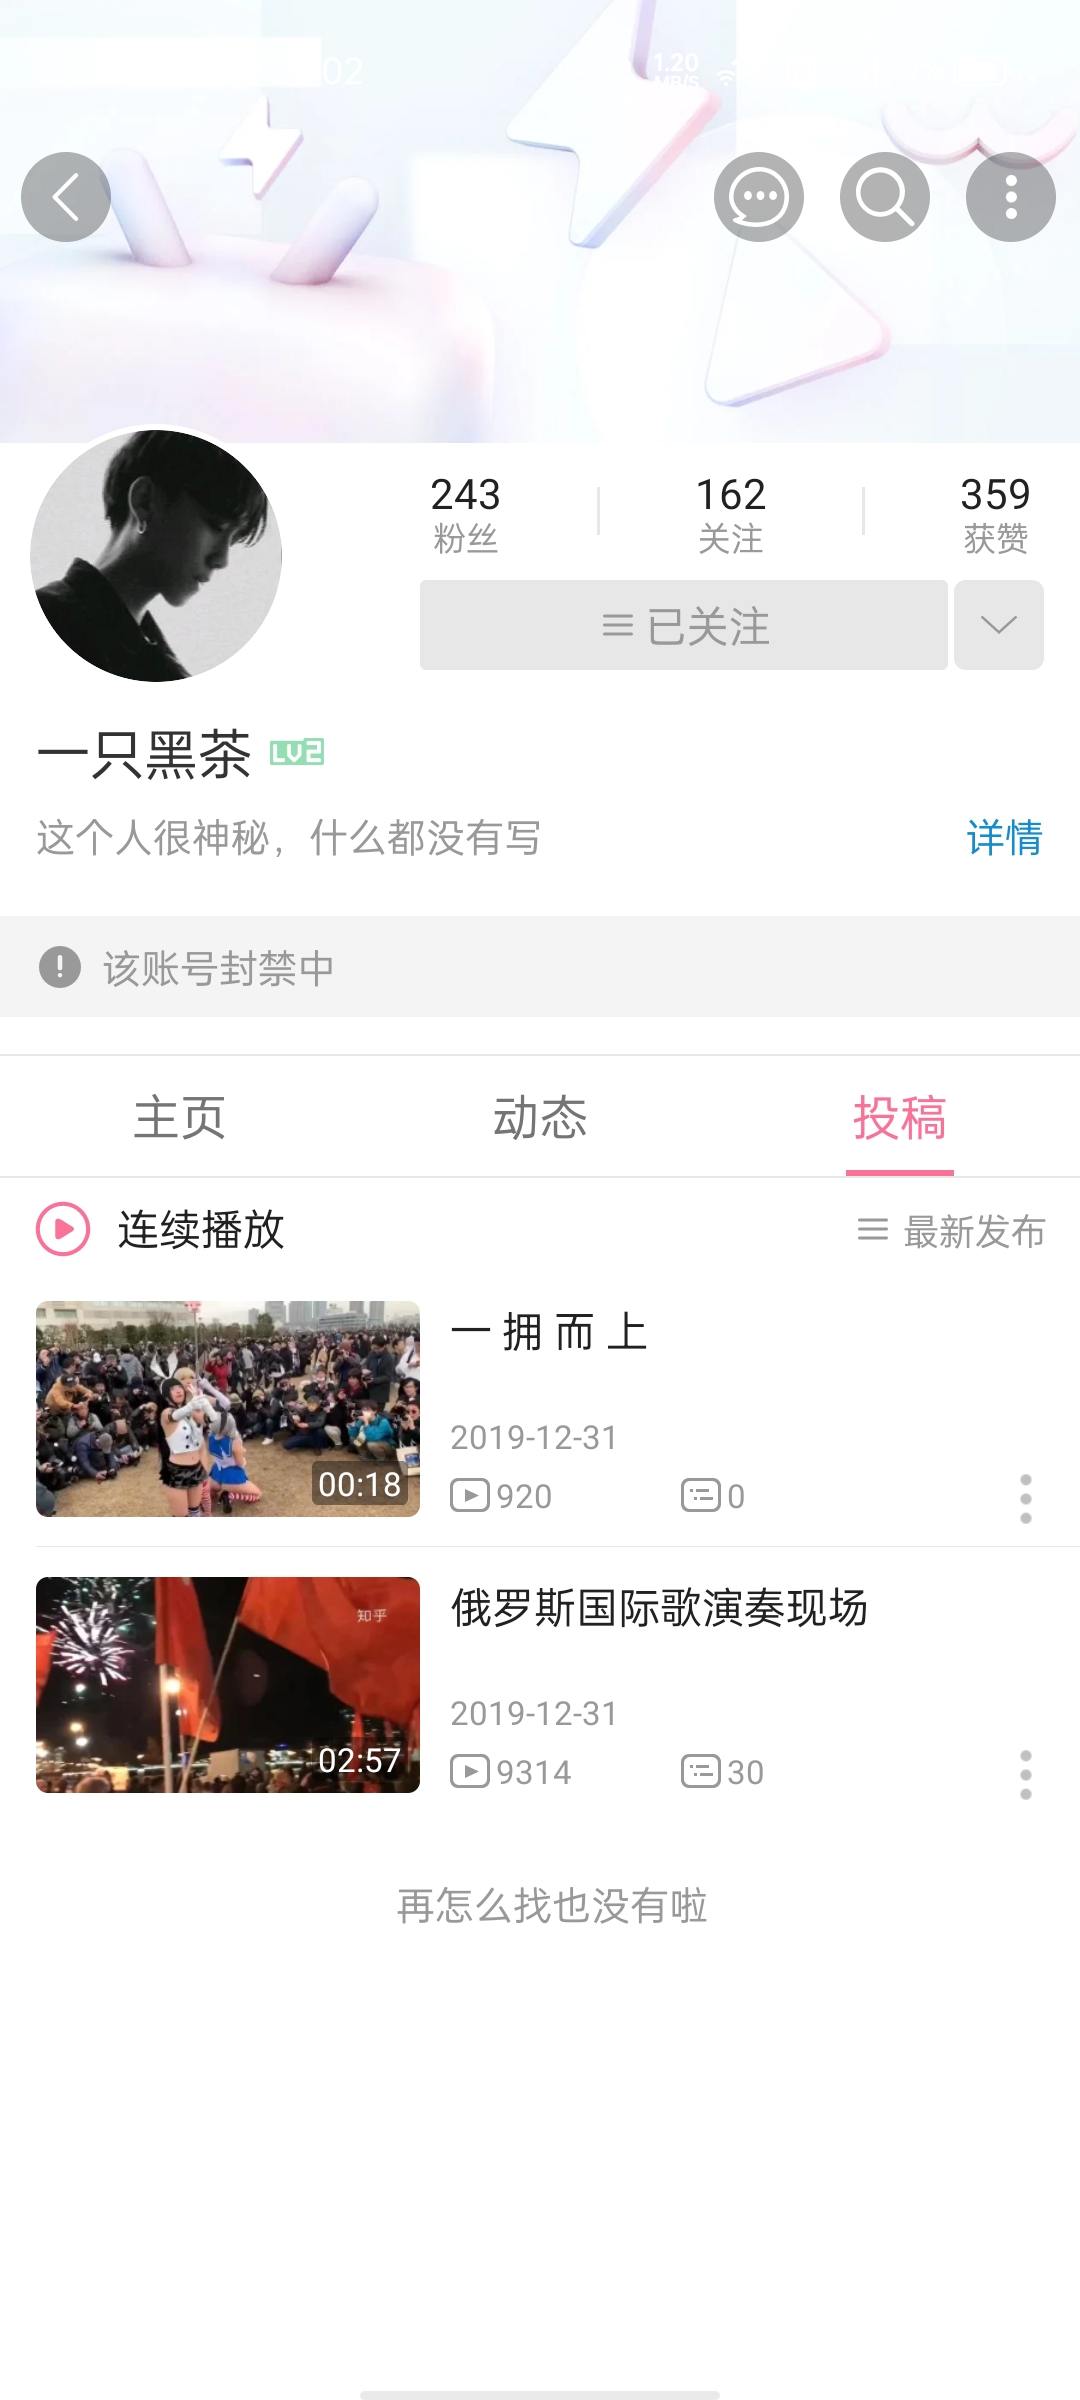 02
1.20
MB/S
243
粉丝
162
关注
359
获赞
已关注
一只黑茶 LV2
这个人很神秘，什么都没有写
详情
该账号封禁中
主页
动态
投稿
连续播放
最新发布
00:18
一 拥 而 上
2019-12-31
920
0
知乎
02:57
俄罗斯国际歌演奏现场
2019-12-31
9314
30
再怎么找也没有啦